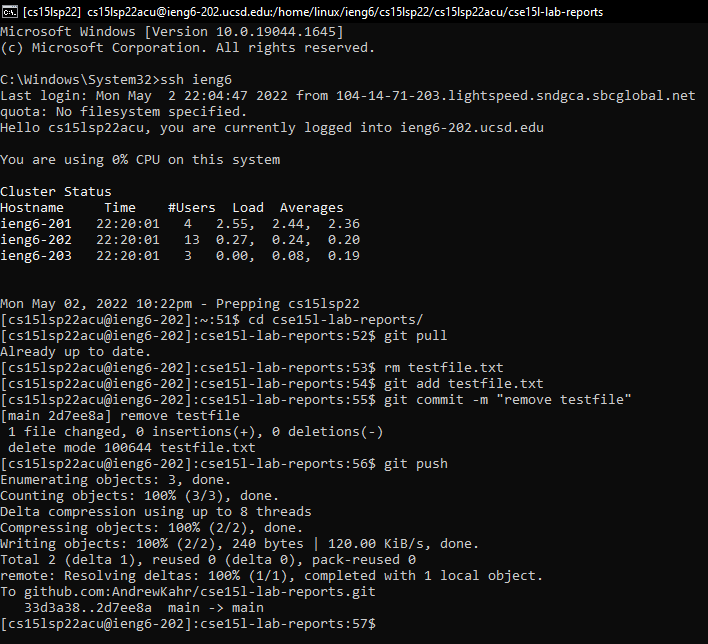 [cs15lsp22] cs15lsp22acu@ieng6-202.ucsd.edu:/home/linux/ieng6/cs15lsp22/cs15lsp22acu/cse15l-lab-reports
Microsoft Windows [Version 10.0.19044.1645]
(c) Microsoft Corporation. All rights reserved.
C:\Windows\System32>ssh ieng6
Last login: Mon May  2 22:04:47 2022 from 104-14-71-203.lightspeed.sndgca.sbcglobal.net
quota: No filesystem specified.
Hello cs15lsp22acu, you are currently logged into ieng6-202.ucsd.edu
You are using 0% CPU on this system
Cluster Status
Hostname     Time    #Users  Load  Averages
ieng6-201   22:20:01   4   2.55,  2.44,  2.36
ieng6-202   22:20:01   13  0.27,  0.24,  0.20
ieng6-203   22:20:01   3   0.00,  0.08,  0.19
Mon May 02, 2022 10:22pm - Prepping cs15lsp22
[cs15lsp22acu@ieng6-202]:~:51$ cd cse15l-lab-reports/
[cs15lsp22acu@ieng6-202]:cse15l-lab-reports:52$ git pull
Already up to date.
[cs15lsp22acu@ieng6-202]:cse15l-lab-reports:53$ rm testfile.txt
[cs15lsp22acu@ieng6-202]:cse15l-lab-reports:54$ git add testfile.txt
[cs15lsp22acu@ieng6-202]:cse15l-lab-reports:55$ git commit -m "remove testfile"
[main 2d7ee8a] remove testfile
 1 file changed, 0 insertions(+), 0 deletions(-)
 delete mode 100644 testfile.txt
[cs15lsp22acu@ieng6-202]:cse15l-lab-reports:56$ git push
Enumerating objects: 3, done.
Counting objects: 100% (3/3), done.
Delta compression using up to 8 threads
Compressing objects: 100% (2/2), done.
Writing objects: 100% (2/2), 240 bytes | 120.00 KiB/s, done.
Total 2 (delta 1), reused 0 (delta 0), pack-reused 0
remote: Resolving deltas: 100% (1/1), completed with 1 local object.
To github.com:AndrewKahr/cse15l-lab-reports.git
   33d3a38..2d7ee8a  main -> main
[cs15lsp22acu@ieng6-202]:cse15l-lab-reports:57$